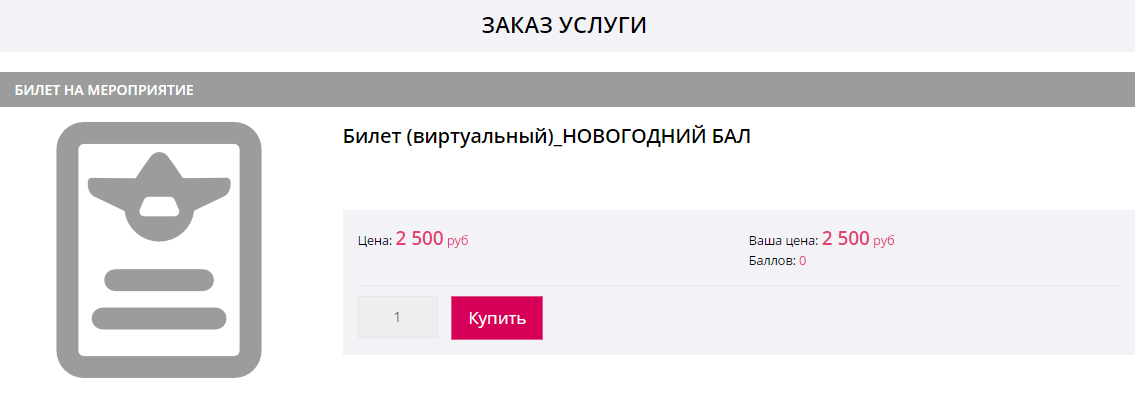 ЗАКАЗ УСЛУГИ
БИЛЕТ НА МЕРОПРИЯТИЕ
Билет (виртуальный)_НОВОГОДНИЙ БАЛ
Цена: 2 500 руб
Ваша цена: 2 500 руб
Баллов: 0
1
Купить